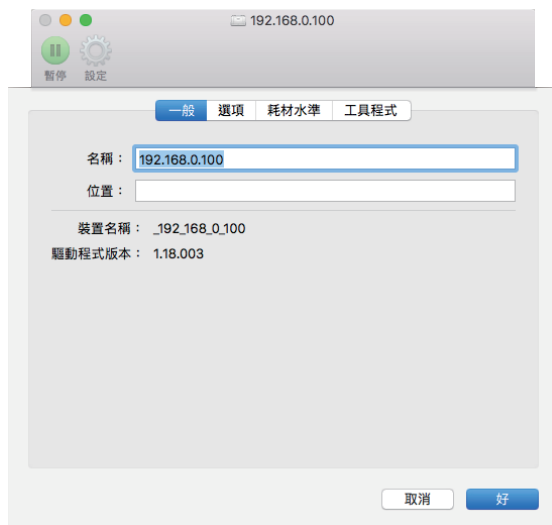 192.168.0.100
暫停 設定
一般 選項 耗材水準 工具程式
名稱： 192.168.0.100
位置：
裝置名稱： _192_168_0_100
驅動程式版本： 1.18.003
取消 好